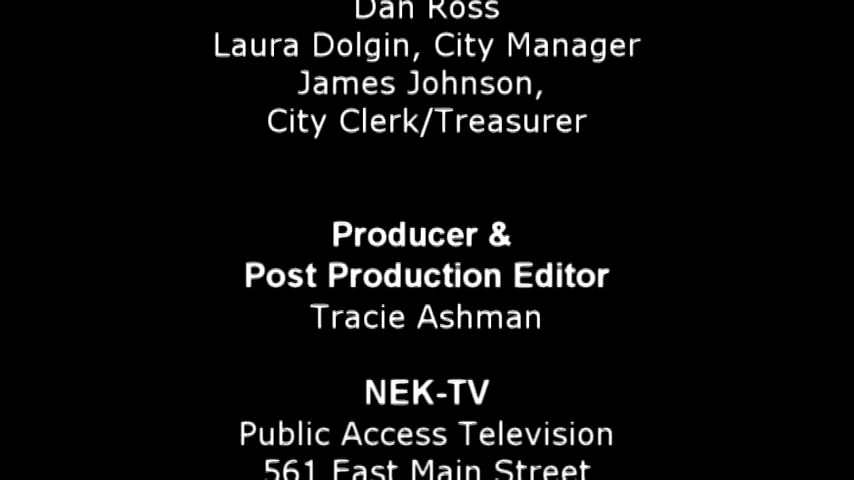 Dan Ross
Laura Dolgin, City Manager
James Johnson,
City Clerk/Treasurer
Producer &
Post Production Editor
Tracie Ashman
NEK-TV
Public Access Television
561 East Main Street